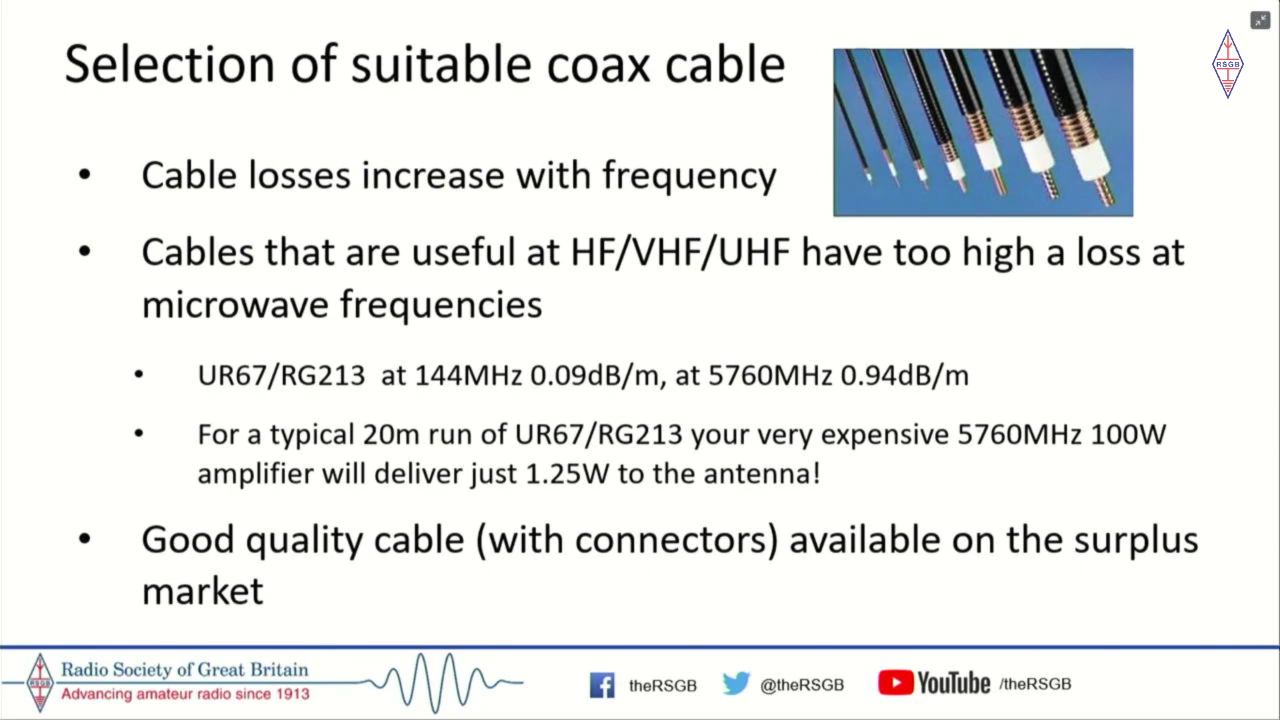 Selection of suitable coax cable
RSGB
• Cable losses increase with frequency
• Cables that are useful at HF/VHF/UHF have too high a loss at
microwave frequencies
• UR67/RG213 at 144MHz 0.09dB/m, at 5760MHz 0.94dB/m
• For a typical 20m run of UR67/RG213 your very expensive 5760MHz 100W
amplifier will deliver just 1.25W to the antenna!
• Good quality cable (with connectors) available on the surplus
market
RSGB
Radio Society of Great Britain
Advancing amateur radio since 1913
theRSGB
@theRSGB
YouTube /theRSGB